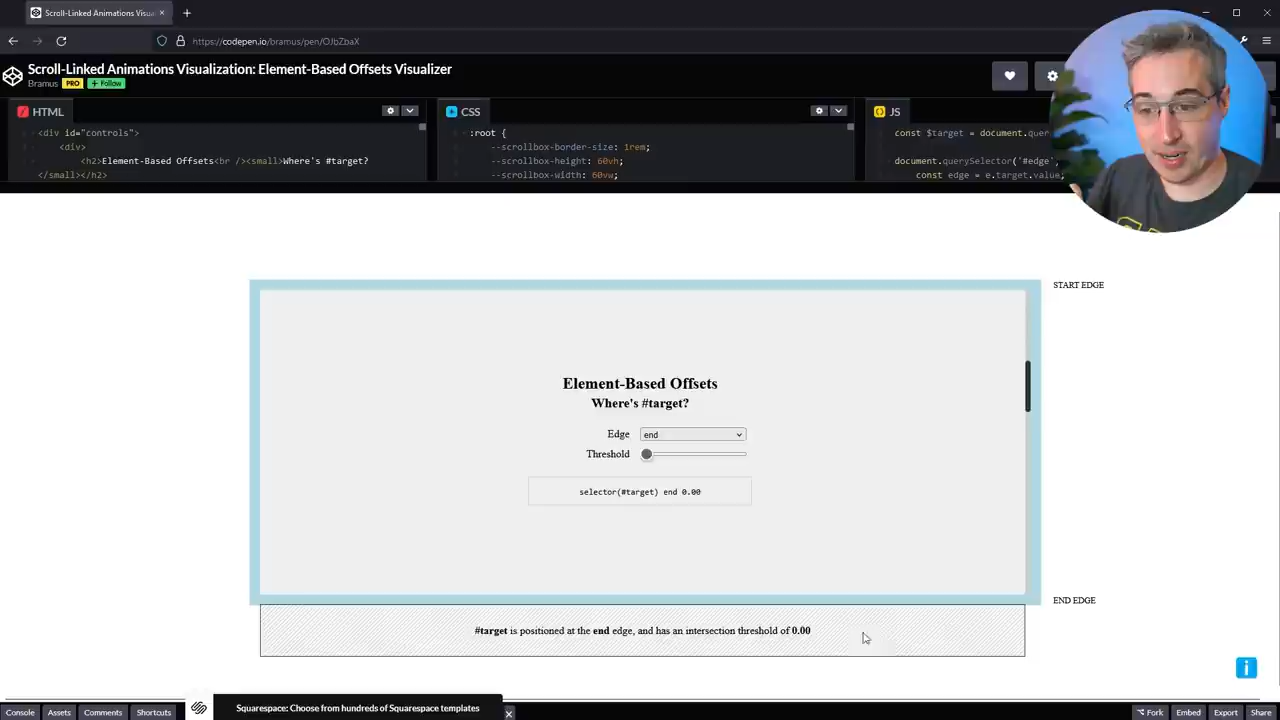 Scroll-Linked Animations Visua
https://codepen.io/bramus/pen/OJbZbaX
Scroll-Linked Animations Visualization: Element-Based Offsets Visualizer
Bramus PRO + Follow
HTML
<div id="controls">
<div>
<h2>Element-Based Offsets<br /><small>Where's #target?
</small></h2>
CSS
:root {
--scrollbox-border-size: 1rem;
--scrollbox-height: 60vh;
--scrollbox-width: 60vw;
JS
const $target = document.quer
document.querySelector('#edge'
const edge = e.target.value;
START EDGE
Element-Based Offsets
Where's #target?
Edge end
Threshold
selector(#target) end 0.00
END EDGE
#target is positioned at the end edge, and has an intersection threshold of 0.00
i
Console Assets Comments Shortcuts
Squarespace: Choose from hundreds of Squarespace templates
Fork Embed Export Share